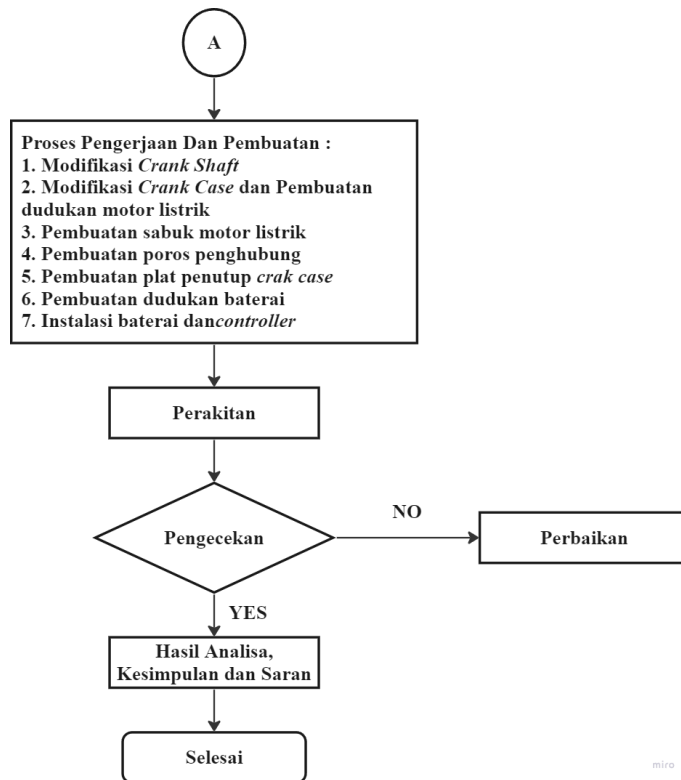 A
Proses Pengerjaan Dan Pembuatan :
1. Modifikasi Crank Shaft
2. Modifikasi Crank Case dan Pembuatan
dudukan motor listrik
3. Pembuatan sabuk motor listrik
4. Pembuatan poros penghubung
5. Pembuatan plat penutup crak case
6. Pembuatan dudukan baterai
7. Instalasi baterai dancontroller
Perakitan
Pengecekan
NO
Perbaikan
YES
Hasil Analisa,
Kesimpulan dan Saran
Selesai
miro